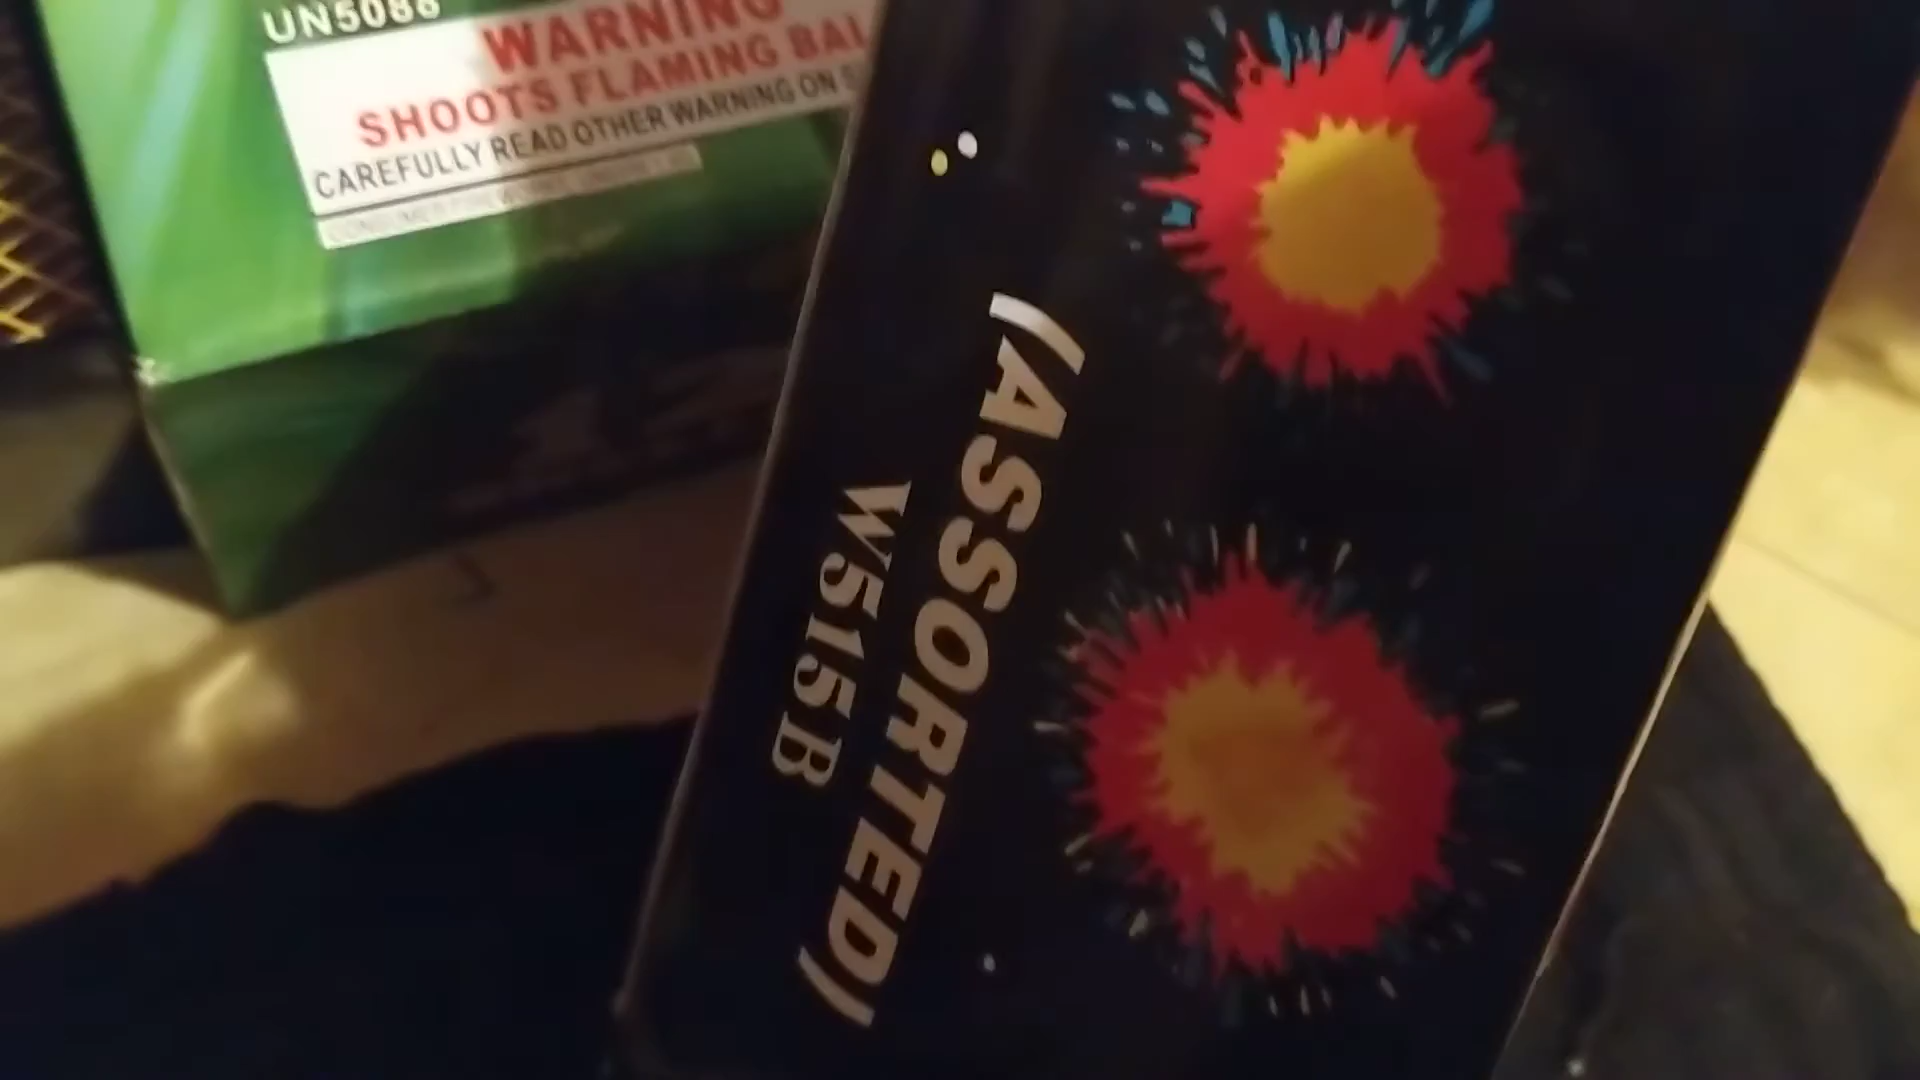 UN5088
WARNING
SHOOTS FLAMING BAL
CAREFULLY READ OTHER WARNING ON S
(ASSORTED)
W515B